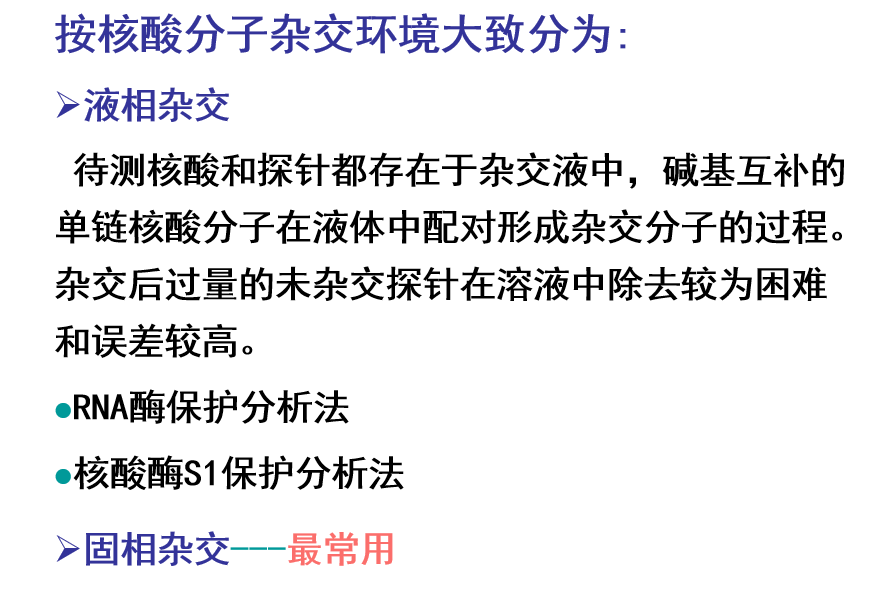 按核酸分子杂交环境大致分为:
➢液相杂交
待测核酸和探针都存在于杂交液中，碱基互补的
单链核酸分子在液体中配对形成杂交分子的过程。
杂交后过量的未杂交探针在溶液中除去较为困难
和误差较高。
●RNA酶保护分析法
●核酸酶S1保护分析法
➢固相杂交---最常用